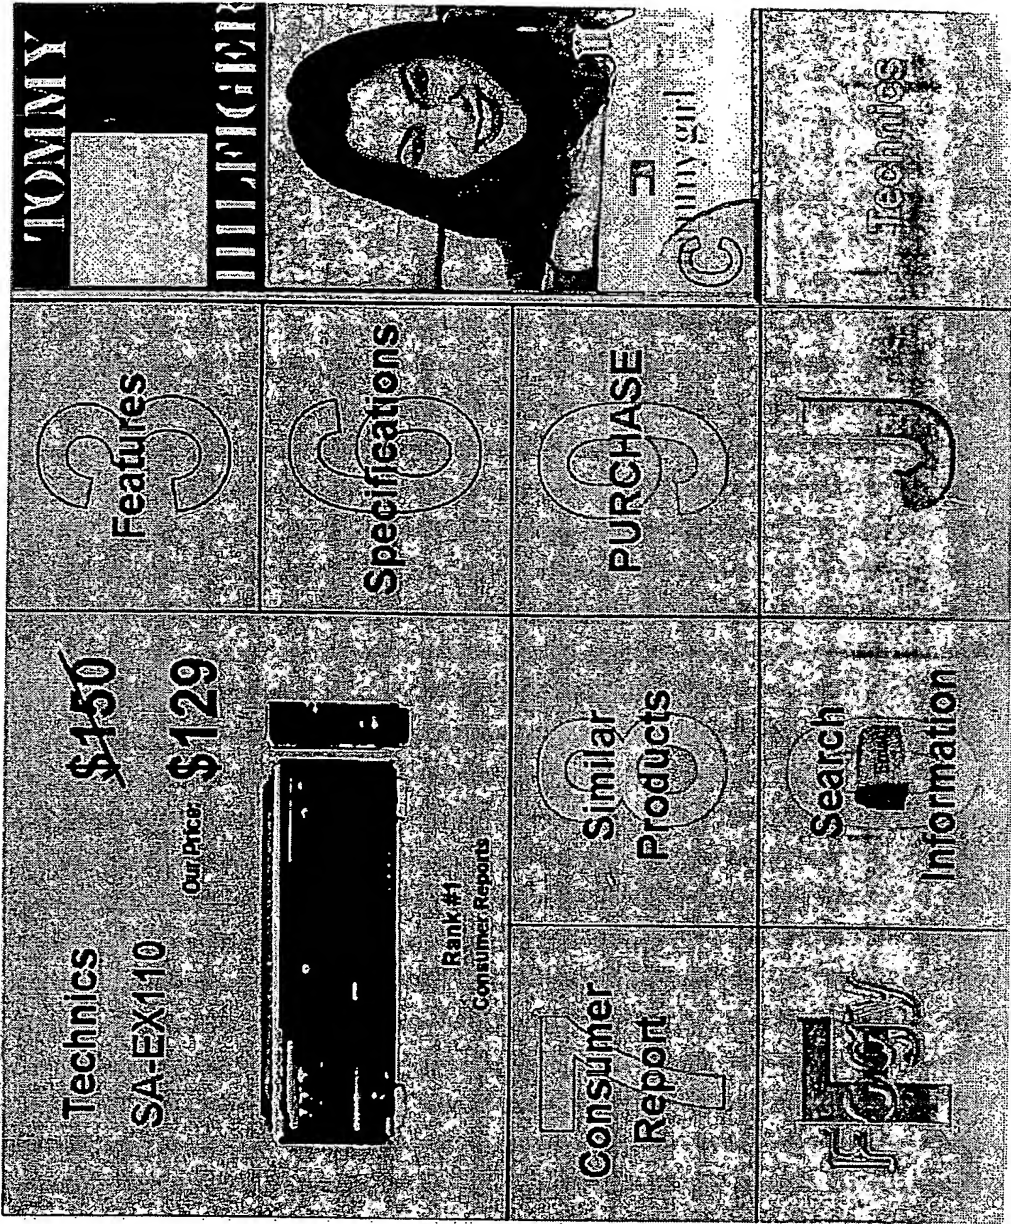 Technics
SA-EX110
$150
Our Price: $129
Rank #1
Consumer Reports
3
Features
TOMMY
HILFIGER
6
Specifications
7
Consumer
Report
8
Similar
Products
9
PURCHASE
C
L
0
Search
Information
J
Technics